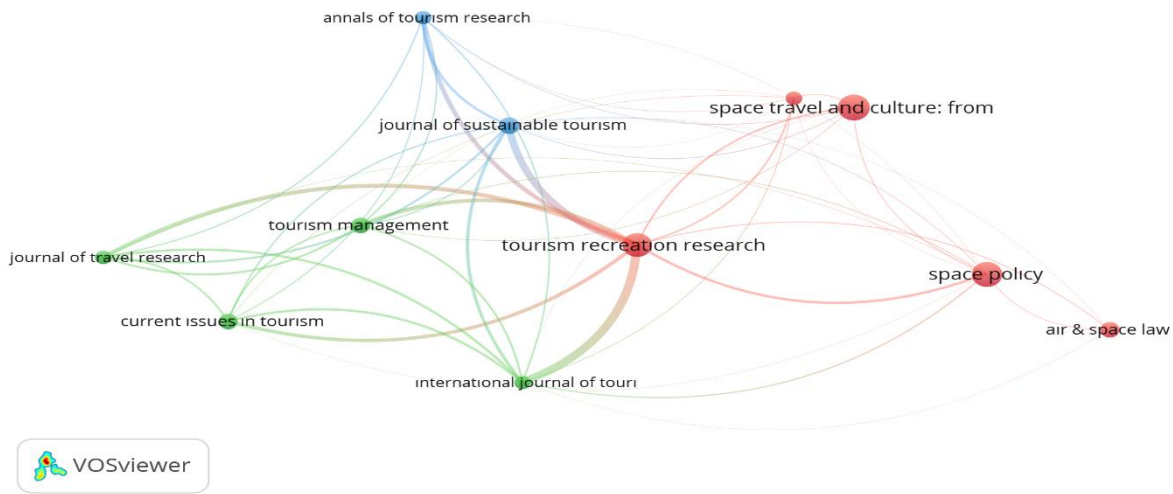 annals of tourism research
space travel and culture: from
journal of sustainable tourism
tourism management
tourism recreation research
journal of travel research
space policy
current issues in tourism
air & space law
international journal of touri
VOSviewer